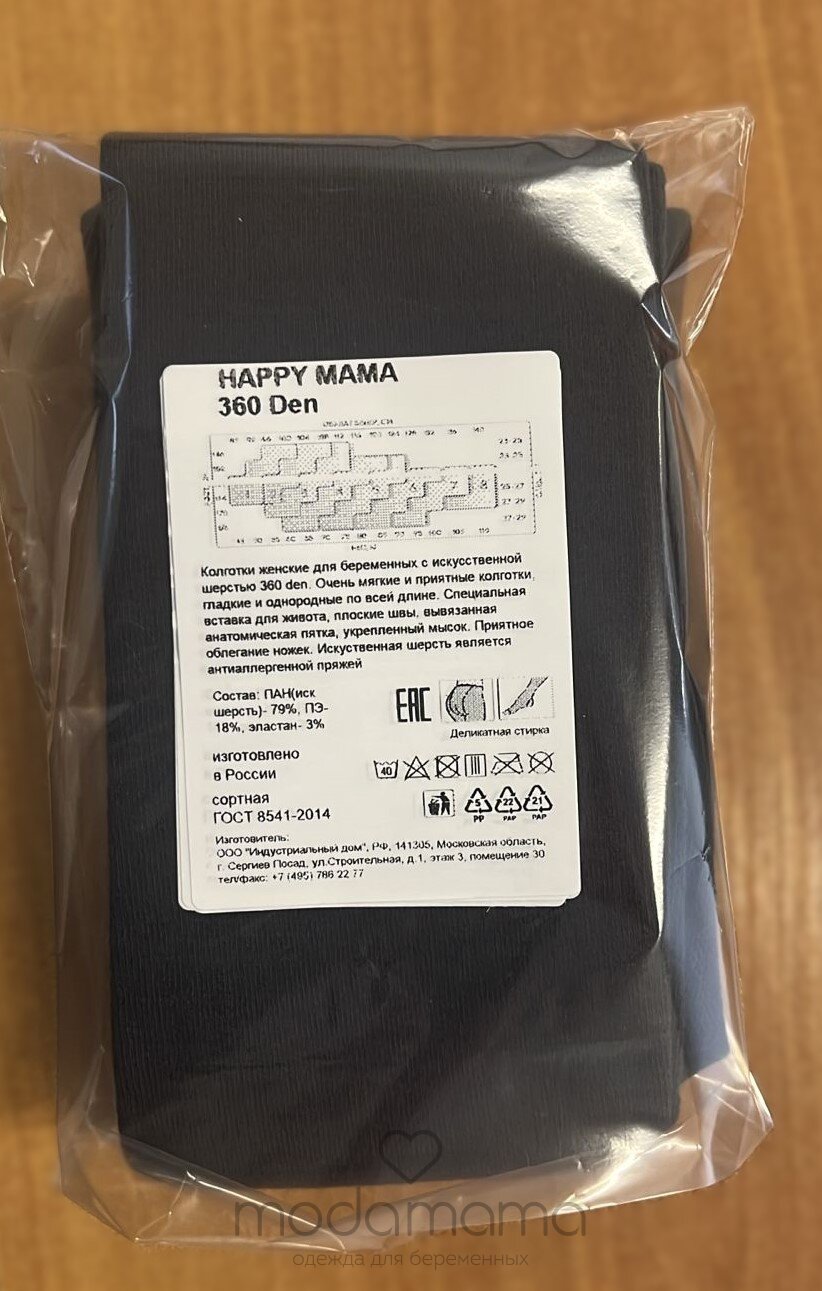 HAPPY MAMA
360 Den
Колготки женские для беременных с искусственной
шерстью 360 den. Очень мягкие и приятные колготки,
гладкие и однородные по всей длине. Специальная
вставка для живота, плоские швы, вывязанная
анатомическая пятка, укрепленный мысок. Приятное
облегание ножек. Искуственная шерсть является
антиаллергенной пряжей
Состав: ПАН(иск
шерсть)- 79%, ПЭ-
18%, эластан- 3%
EAC
Деликатная стирка
изготовлено
в России
40
сортная
ГОСТ 8541-2014
5 22 21
PP PAP PAP
Изготовитель:
ООО "Индустриальный дом", РФ, 141305, Московская область,
г. Сергиев Посад, ул.Строительная, д.1, этаж 3, помещение 30
тел/факс: +7 (495) 786 22 77
modamama
одежда для беременных